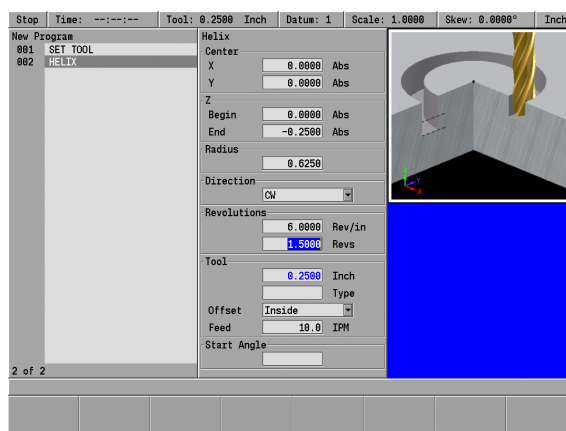 Stop Time: --:--:-- Tool: 0.2500 Inch Datum: 1 Scale: 1.0000 Skew: 0.0000° Inch
New Program
001 SET TOOL
002 HELIX
2 of 2
Helix
Center
X 0.0000 Abs
Y 0.0000 Abs
Z
Begin 0.0000 Abs
End -0.2500 Abs
Radius
0.6250
Direction
CW
Revolutions
6.0000 Rev/in
1.5000 Revs
Tool
0.2500 Inch
Type
Offset Inside
Feed 10.0 IPM
Start Angle